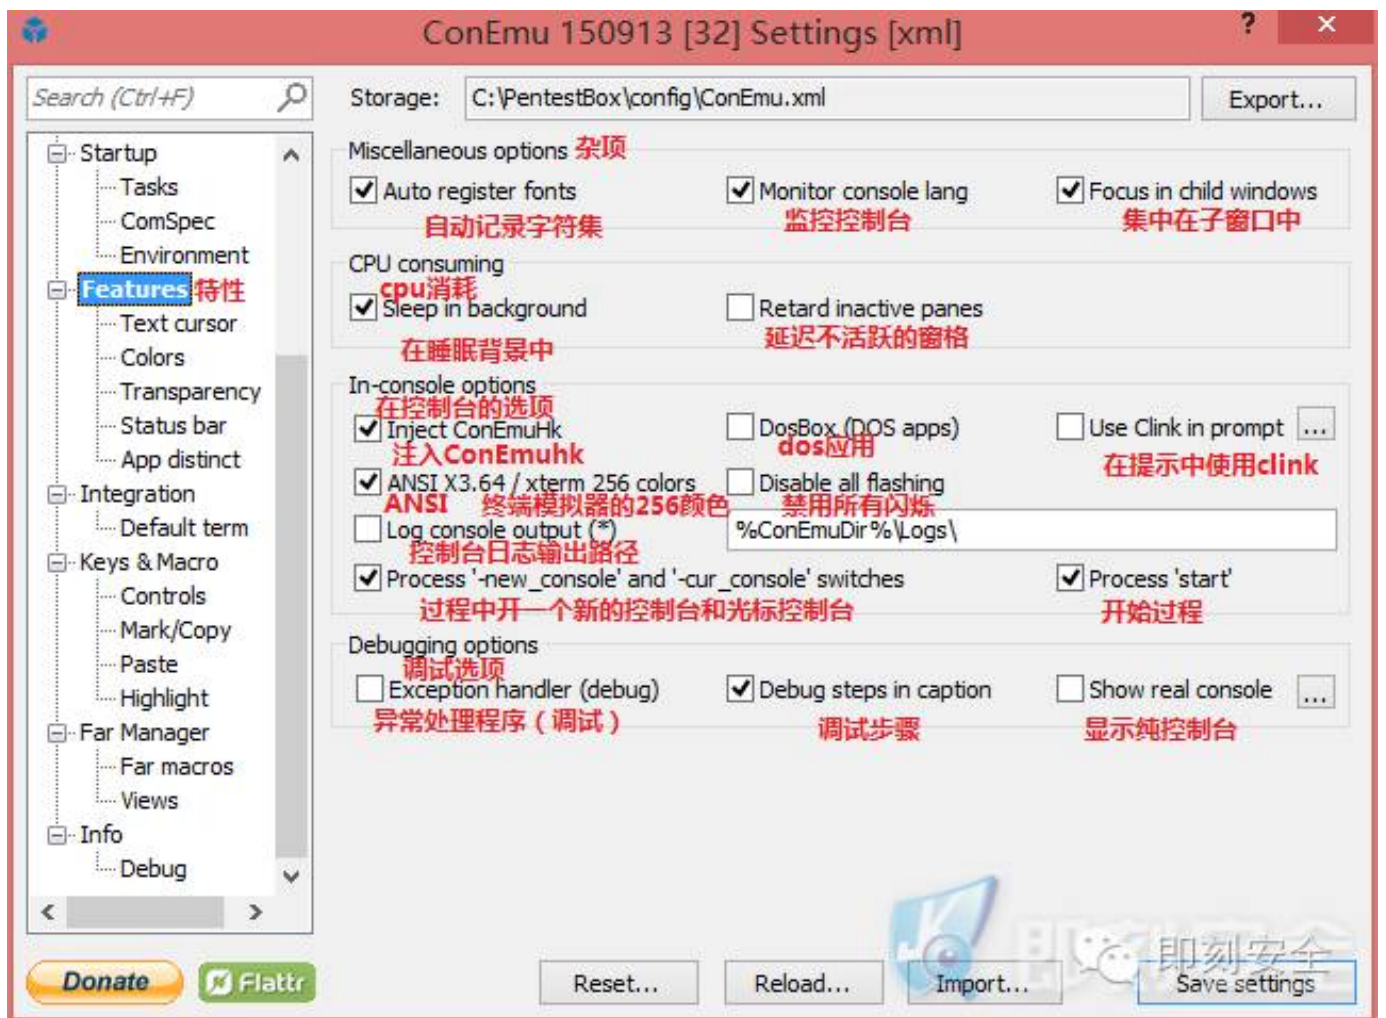 ConEmu 150913 [32] Settings [xml]
?
×
Search (Ctrl+F)
Storage:
C:\PentestBox\config\ConEmu.xml
Export...
Startup
Tasks
ComSpec
Environment
Features 特性
Text cursor
Colors
Transparency
Status bar
App distinct
Integration
Default term
Keys & Macro
Controls
Mark/Copy
Paste
Highlight
Far Manager
Far macros
Views
Info
Debug
Miscellaneous options 杂项
Auto register fonts
Monitor console lang
Focus in child windows
自动记录字符集
监控控制台
集中在子窗口中
CPU consuming
cpu消耗
Sleep in background
Retard inactive panes
在睡眠背景中
延迟不活跃的窗格
In-console options
在控制台的选项
Inject ConEmuHk
DosBox (DOS apps)
Use Clink in prompt
...
注入ConEmuhk
dos应用
在提示中使用clink
ANSI X3.64 / xterm 256 colors
Disable all flashing
ANSI 终端模拟器的256颜色
禁用所有闪烁
Log console output (*)
%ConEmuDir%\Logs\
控制台日志输出路径
Process '-new_console' and '-cur_console' switches
Process 'start'
过程中开一个新的控制台和光标控制台
开始过程
Debugging options
调试选项
Exception handler (debug)
Debug steps in caption
Show real console
...
异常处理程序（调试）
调试步骤
显示纯控制台
即刻安全
Donate
Flattr
Reset...
Reload...
Import...
Save settings